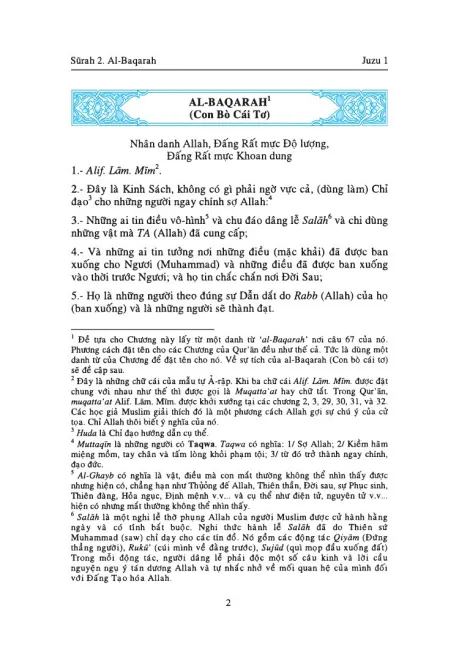 Sūrah 2. Al-Baqarah Juzu 1
AL-BAQARAH¹
(Con Bò Cái Tơ)
Nhân danh Allah, Đấng Rất mực Độ lượng,
Đấng Rất mực Khoan dung
1.- Alif. Lām. Mīm².
2.- Đây là Kinh Sách, không có gì phải ngờ vực cả, (dùng làm) Chỉ
đạo³ cho những người ngay chính sợ Allah:⁴
3.- Những ai tin điều vô-hình⁵ và chu đáo dâng lễ Salāh⁶ và chi dùng
những vật mà TA (Allah) đã cung cấp;
4.- Và những ai tin tưởng nơi những điều (mặc khải) đã được ban
xuống cho Ngươi (Muhammad) và những điều đã được ban xuống
vào thời trước Ngươi; và họ tin chắc chắn nơi Đời Sau;
5.- Họ là những người theo đúng sự Dẫn dắt do Rabb (Allah) của họ
(ban xuống) và là những người sẽ thành đạt.
¹ Đề tựa cho Chương này lấy từ một danh từ ‘al-Baqarah’ nơi câu 67 của nó.
Phương cách đặt tên cho các Chương của Qur’ān đều như thế cả. Tức là dùng một
danh từ của Chương để đặt tên cho nó. Về sự tích của al-Baqarah (Con bò cái tơ)
sẽ đề cập sau.
² Đây là những chữ cái của mẫu tự Ả-rập. Khi ba chữ cái Alif. Lām. Mīm. được đặt
chung với nhau như thế thì được gọi là Muqatta’at hay chữ tắt. Trong Qur’ān,
muqatta’at Alif. Lām. Mīm. được khởi xướng tại các chương 2, 3, 29, 30, 31, và 32.
Các học giả Muslim giải thích đó là một phương cách Allah gợi sự chú ý của cử
tọa. Chỉ Allah thôi biết ý nghĩa của nó.
³ Huda là Chỉ đạo hướng dẫn cụ thể.
⁴ Muttaqīn là những người có Taqwa. Taqwa có nghĩa: 1/ Sợ Allah; 2/ Kiềm hãm
miệng mồm, tay chân và tấm lòng khỏi phạm tội; 3/ từ đó trở thành ngay chính,
đạo đức.
⁵ Al-Ghayb có nghĩa là vật, điều mà con mắt thường không thể nhìn thấy được
nhưng hiện có, chẳng hạn như Thượng đế Allah, Thiên thần, Đời sau, sự Phục sinh,
Thiên đàng, Hỏa ngục, Định mệnh v.v... và cụ thể như điện tử, nguyên tử v.v...
hiện có nhưng mắt thường không thể nhìn thấy.
⁶ Salāh là một nghi lễ thờ phụng Allah của người Muslim được cử hành hằng
ngày và có tính bắt buộc. Nghi thức hành lễ Salāh đã do Thiên sứ
Muhammad (saw) chỉ dạy cho các tín đồ. Nó gồm các động tác Qiyām (Đứng
thẳng người), Rukū‘ (cúi mình về đằng trước), Sujūd (quì mọp đầu xuống đất)
Trong mỗi động tác, người dâng lễ phải đọc một số câu kinh và lời cầu
nguyện ngụ ý tán dương Allah và tự nhắc nhở về mối quan hệ của mình đối
với Đấng Tạo hóa Allah.
2